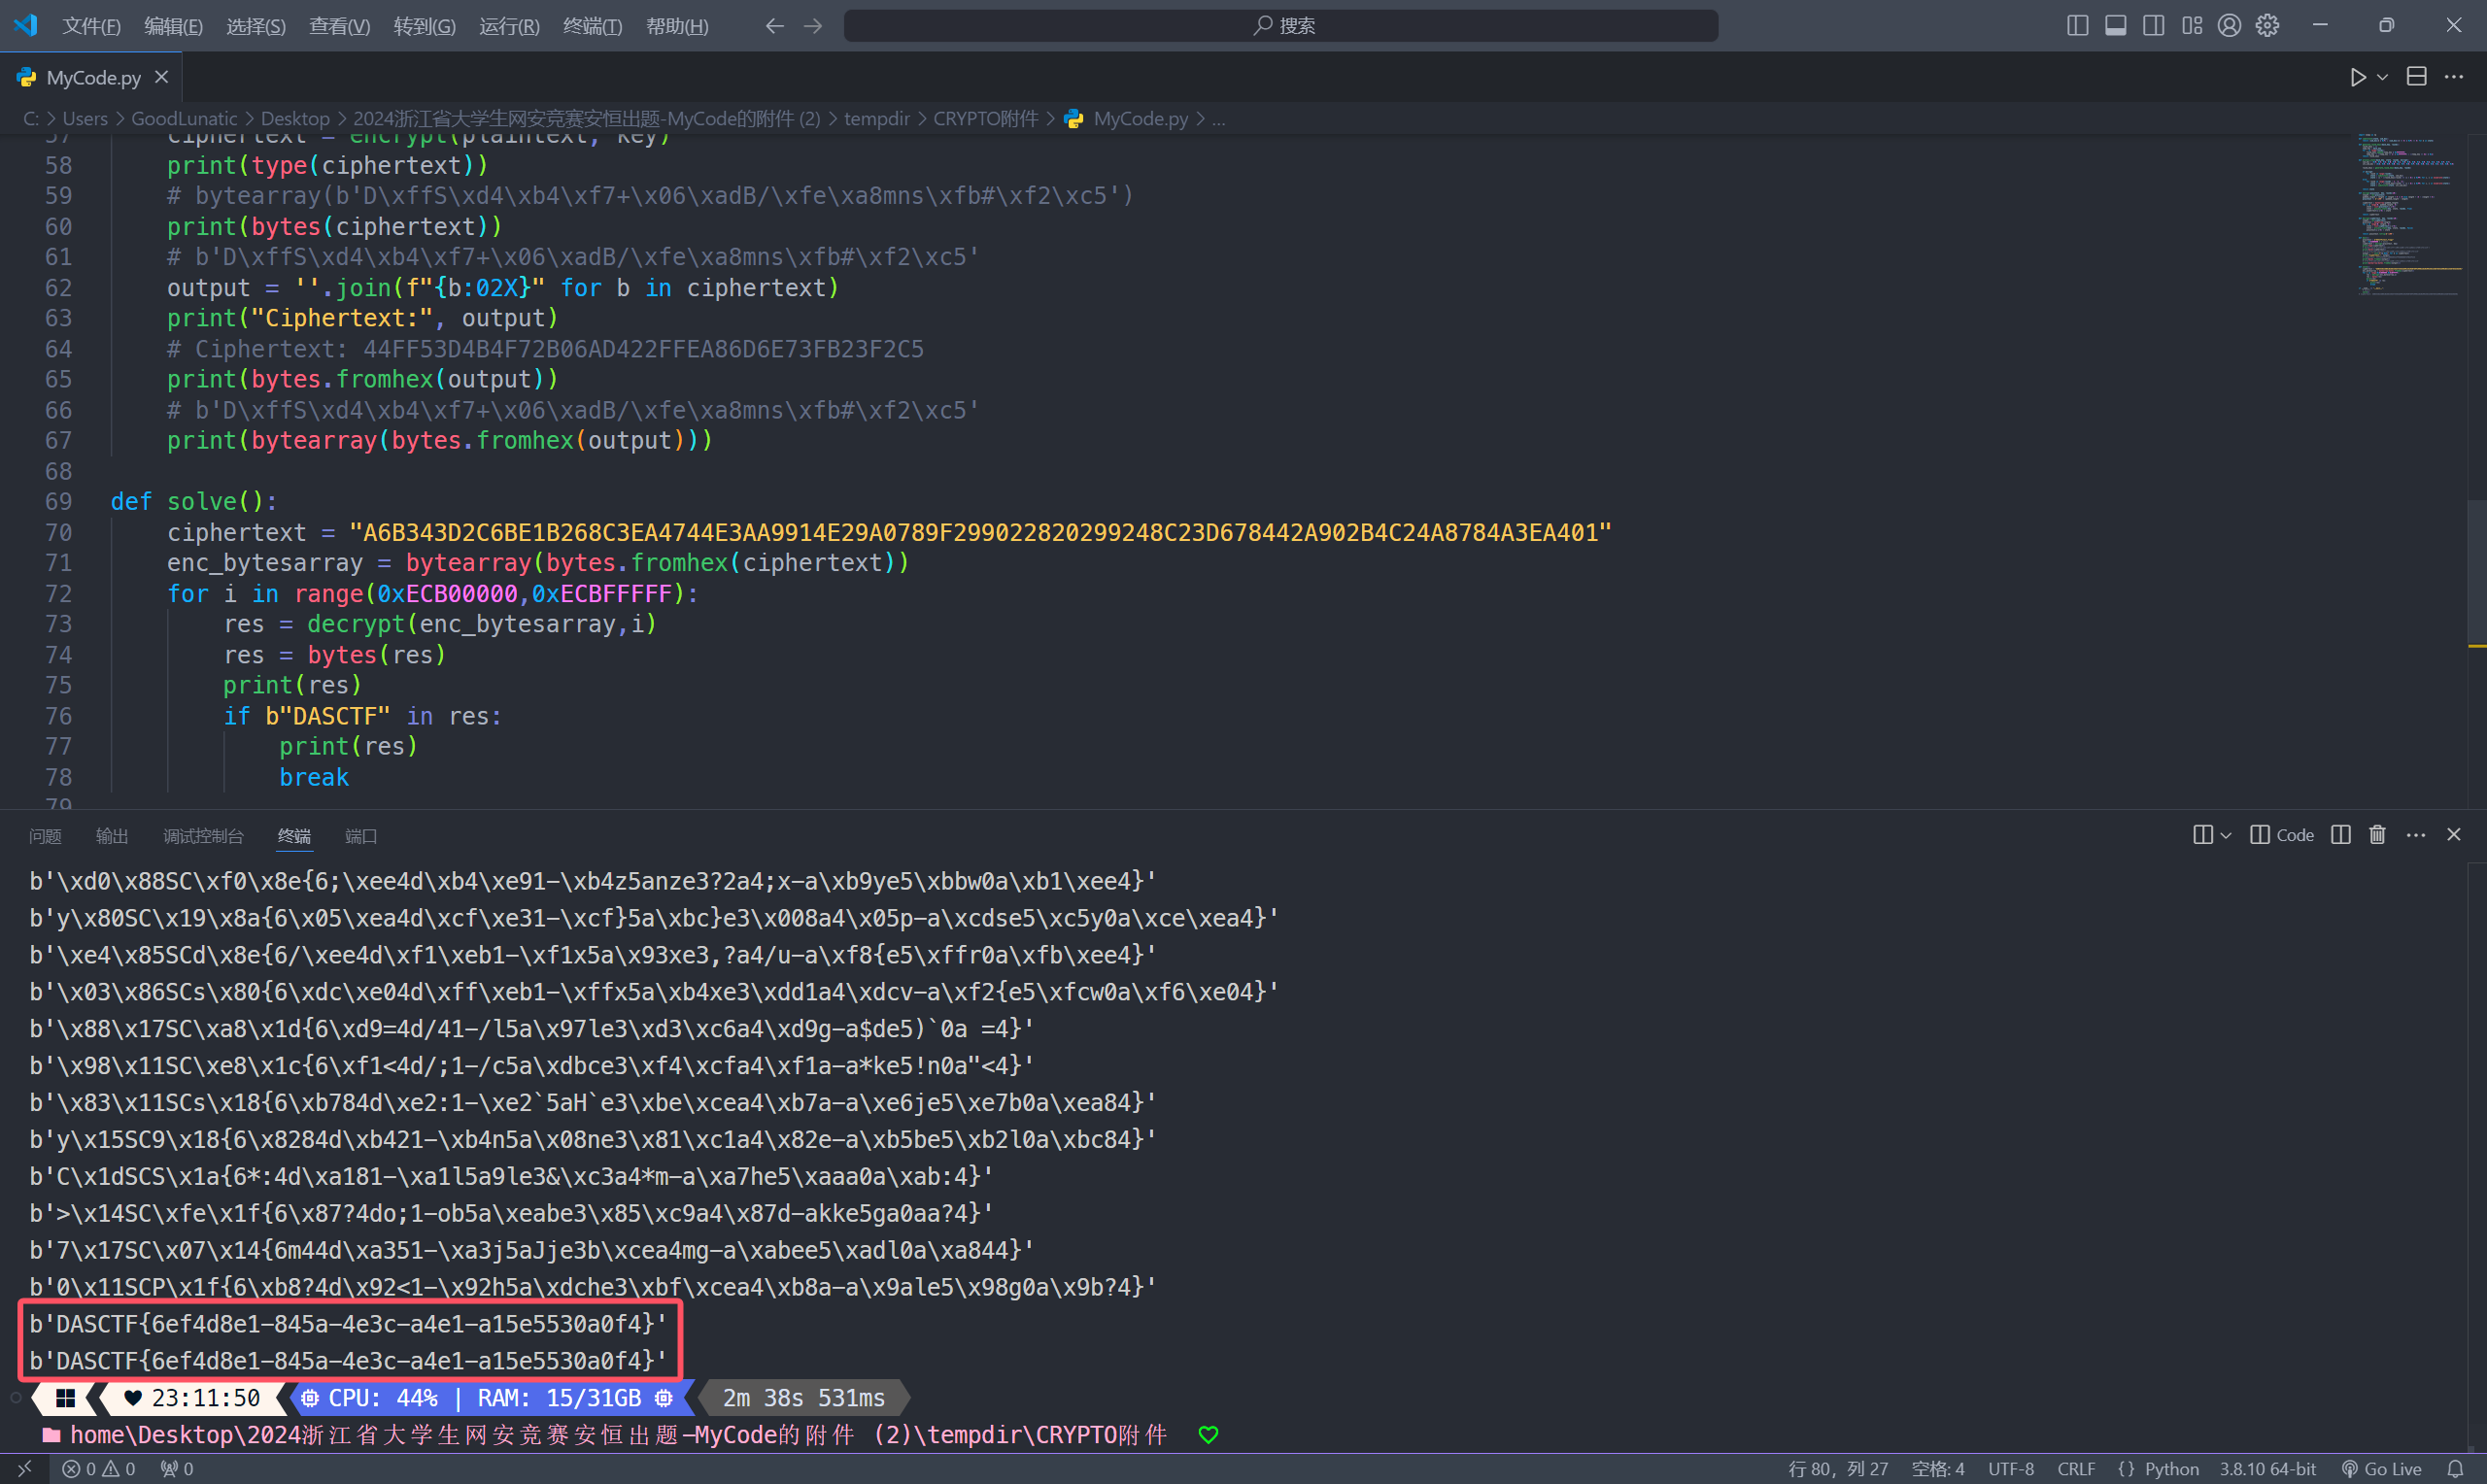 文件(F) 编辑(E) 选择(S) 查看(V) 转到(G) 运行(R) 终端(T) 帮助(H) 搜索
MyCode.py
C: > Users > GoodLunatic > Desktop > 2024浙江省大学生网安竞赛安恒出题-MyCode的附件 (2) > tempdir > CRYPTO附件 > MyCode.py > ...
57 ciphertext = encrypt(plaintext, key)
58 print(type(ciphertext))
59 # bytearray(b'D\xffS\xd4\xb4\xf7+\x06\xadB/\xfe\xa8mns\xfb#\xf2\xc5')
60 print(bytes(ciphertext))
61 # b'D\xffS\xd4\xb4\xf7+\x06\xadB/\xfe\xa8mns\xfb#\xf2\xc5'
62 output = ''.join(f"{b:02X}" for b in ciphertext)
63 print("Ciphertext:", output)
64 # Ciphertext: 44FF53D4B4F72B06AD422FFEA86D6E73FB23F2C5
65 print(bytes.fromhex(output))
66 # b'D\xffS\xd4\xb4\xf7+\x06\xadB/\xfe\xa8mns\xfb#\xf2\xc5'
67 print(bytearray(bytes.fromhex(output)))
68
69 def solve():
70 ciphertext = "A6B343D2C6BE1B268C3EA4744E3AA9914E29A0789F299022820299248C23D678442A902B4C24A8784A3EA401"
71 enc_bytesarray = bytearray(bytes.fromhex(ciphertext))
72 for i in range(0xECB00000,0xECBFFFFF):
73 res = decrypt(enc_bytesarray,i)
74 res = bytes(res)
75 print(res)
76 if b"DASCTF" in res:
77 print(res)
78 break
79
问题 输出 调试控制台 终端 端口 Code
b'\xd0\x88SC\xf0\x8e{6;\xee4d\xb4\xe91-\xb4z5anze3?2a4;x-a\xb9ye5\xbbw0a\xb1\xee4}'
b'y\x80SC\x19\x8a{6\x05\xea4d\xcf\xe31-\xcf}5a\xbc}e3\x008a4\x05p-a\xcdse5\xc5y0a\xce\xea4}'
b'\xe4\x85SCd\x8e{6/\xee4d\xf1\xeb1-\xf1x5a\x93xe3,?a4/u-a\xf8{e5\xffr0a\xfb\xee4}'
b'\x03\x86SCs\x80{6\xdc\xe04d\xff\xeb1-\xffx5a\xb4xe3\xdd1a4\xdcv-a\xf2{e5\xfcw0a\xf6\xe04}'
b'\x88\x17SC\xa8\x1d{6\xd9=4d/41-/l5a\x97le3\xd3\xc6a4\xd9g-a$de5)`0a =4}'
b'\x98\x11SC\xe8\x1c{6\xf1<4d/;1-/c5a\xdbce3\xf4\xcfa4\xf1a-a*ke5!n0a"<4}'
b'\x83\x11SCs\x18{6\xb784d\xe2:1-\xe2`5aH`e3\xbe\xcea4\xb7a-a\xe6je5\xe7b0a\xea84}'
b'y\x15SC9\x18{6\x8284d\xb421-\xb4n5a\x08ne3\x81\xc1a4\x82e-a\xb5be5\xb2l0a\xbc84}'
b'C\x1dSCS\x1a{6*:4d\xa181-\xa1l5a9le3&\xc3a4*m-a\xa7he5\xaaa0a\xab:4}'
b'>\x14SC\xfe\x1f{6\x87?4do;1-ob5a\xeabe3\x85\xc9a4\x87d-akke5ga0aa?4}'
b'7\x17SC\x07\x14{6m44d\xa351-\xa3j5aJje3b\xcea4mg-a\xabee5\xadl0a\xa844}'
b'0\x11SCP\x1f{6\xb8?4d\x92<1-\x92h5a\xdche3\xbf\xcea4\xb8a-a\x9ale5\x98g0a\x9b?4}'
b'DASCTF{6ef4d8e1-845a-4e3c-a4e1-a15e5530a0f4}'
b'DASCTF{6ef4d8e1-845a-4e3c-a4e1-a15e5530a0f4}'
23:11:50 CPU: 44% | RAM: 15/31GB 2m 38s 531ms
home\Desktop\2024浙江省大学生网安竞赛安恒出题-MyCode的附件 (2)\tempdir\CRYPTO附件
0 0 0 行 80，列 27 空格: 4 UTF-8 CRLF {} Python 3.8.10 64-bit Go Live